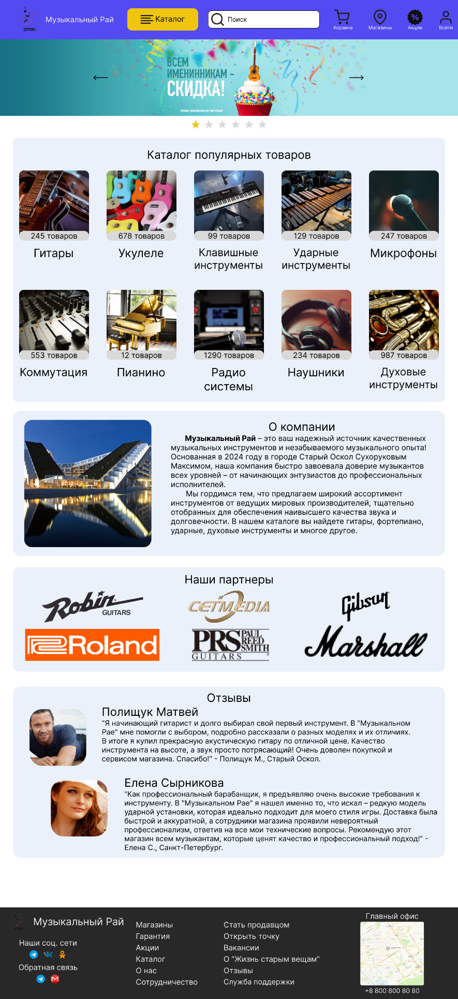 STORE
Музыкальный Рай
Каталог
Поиск
Корзина
Магазины
Акции
Войти
ВСЕМ
ИМЕНИННИКАМ –
СКИДКА!
Каталог популярных товаров
245 товаров
678 товаров
99 товаров
129 товаров
247 товаров
Гитары
Укулеле
Клавишные
инструменты
Ударные
инструменты
Микрофоны
553 товаров
12 товаров
1290 товаров
234 товаров
987 товаров
Коммутация
Пианино
Радио
системы
Наушники
Духовые
инструменты
О компании
Музыкальный Рай – это ваш надежный источник качественных
музыкальных инструментов и незабываемого музыкального опыта!
Основанная в 2024 году в городе Старый Оскол Сухоруковым
Максимом, наша компания быстро завоевала доверие музыкантов
всех уровней – от начинающих энтузиастов до профессиональных
исполнителей.
Мы гордимся тем, что предлагаем широкий ассортимент
инструментов от ведущих мировых производителей, тщательно
отобранных для обеспечения наивысшего качества звука и
долговечности. В нашем каталоге вы найдете гитары, фортепиано,
ударные, духовые инструменты и многое другое.
Наши партнеры
Robin
GUITARS
CETMEDIA
Gibson
Roland
PRS PAUL
REED
SMITH
GUITARS
Marshall
Отзывы
Полищук Матвей
"Я начинающий гитарист и долго выбирал свой первый инструмент. В "Музыкальном
Рае" мне помогли с выбором, подробно рассказали о разных моделях и их отличиях.
В итоге я купил прекрасную акустическую гитару по отличной цене. Качество
инструмента на высоте, а звук просто потрясающий! Очень доволен покупкой и
сервисом магазина. Спасибо!" - Полищук М., Старый Оскол.
Елена Сырникова
"Как профессиональный барабанщик, я предъявляю очень высокие требования к
инструменту. В "Музыкальном Рае" я нашел именно то, что искал – редкую модель
ударной установки, которая идеально подходит для моего стиля игры. Доставка была
быстрой и аккуратной, а сотрудники магазина проявили невероятный
профессионализм, ответив на все мои технические вопросы. Рекомендую этот
магазин всем музыкантам, которые ценят качество и профессиональный подход!" -
Елена С., Санкт-Петербург.
Музыкальный Рай
Наши соц. сети
Обратная связь
Магазины
Гарантия
Акции
Каталог
О нас
Сотрудничество
Стать продавцом
Открыть точку
Вакансии
О “Жизнь старым вещам”
Отзывы
Служба поддержки
Главный офис
+8 800 800 80 80